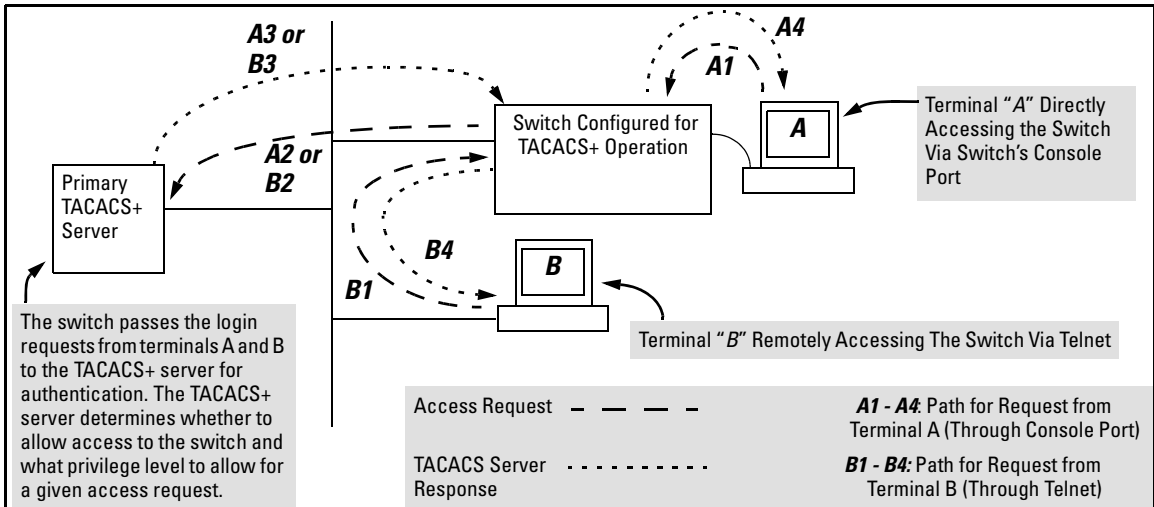 A3 or
B3
A4
A1
Switch Configured for
TACACS+ Operation
A
Terminal “A” Directly
Accessing the Switch
Via Switch’s Console
Port
A2 or
B2
Primary
TACACS+
Server
B4
B
B1
The switch passes the login
requests from terminals A and B
to the TACACS+ server for
authentication. The TACACS+
server determines whether to
allow access to the switch and
what privilege level to allow for
a given access request.
Terminal “B” Remotely Accessing The Switch Via Telnet
Access Request
A1 - A4: Path for Request from
Terminal A (Through Console Port)
TACACS Server
Response
B1 - B4: Path for Request from
Terminal B (Through Telnet)